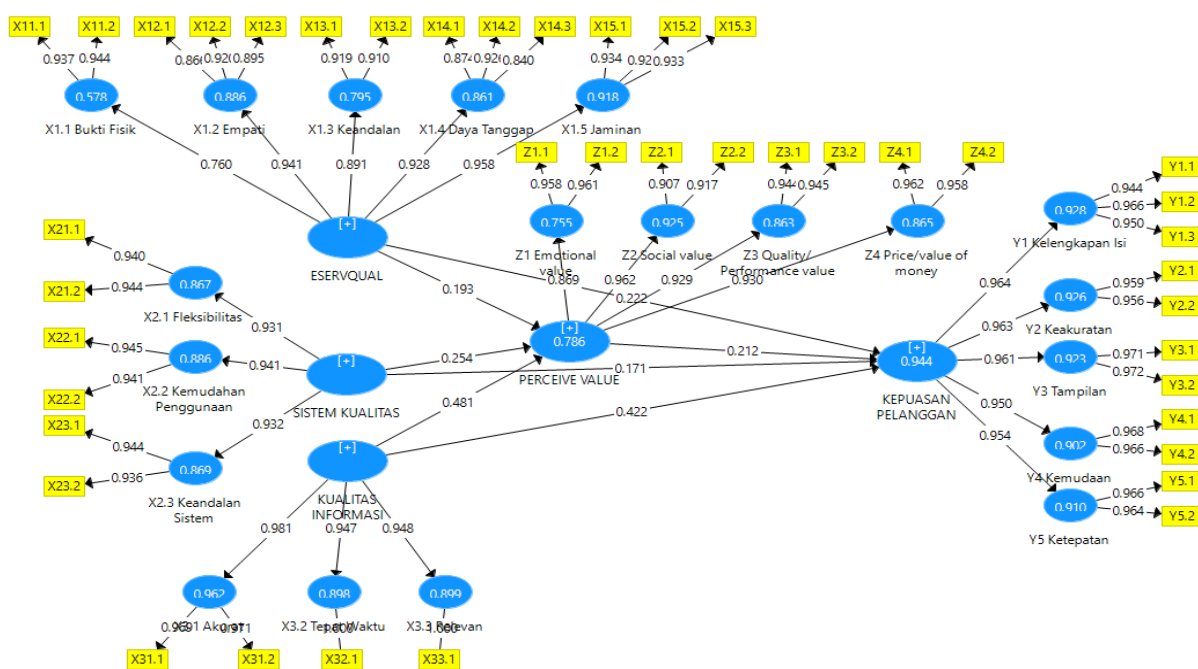 X11.1
X11.2
X12.1
X12.2
X12.3
X13.1
X13.2
X14.1
X14.2
X14.3
X15.1
X15.2
X15.3
0.937
0.944
0.895
0.919
0.910
0.840
0.934
0.933
0.578
0.886
0.795
0.861
0.918
X1.1 Bukti Fisik
X1.2 Empati
X1.3 Keandalan
X1.4 Daya Tanggap
X1.5 Jaminan
0.760
0.941
0.891
0.928
0.958
Z1.1
Z1.2
Z2.1
Z2.2
Z3.1
Z3.2
Z4.1
Z4.2
0.958
0.961
0.907
0.917
0.945
0.962
0.958
0.755
0.925
0.863
0.865
Z1 Emotional
value
Z2 Social value
Z3 Quality/
Performance value
Z4 Price/value of
money
0.869
0.962
0.929
0.930
[+]
ESERVQUAL
0.193
0.222
X21.1
X21.2
0.940
0.944
0.867
X2.1 Fleksibilitas
0.931
X22.1
X22.2
0.945
0.941
0.886
X2.2 Kemudahan
Penggunaan
0.941
X23.1
X23.2
0.944
0.936
0.869
X2.3 Keandalan
Sistem
0.932
[+]
SISTEM KUALITAS
0.254
0.171
[+]
0.786
PERCEIVE VALUE
0.212
0.481
0.422
[+]
KUALITAS
INFORMASI
0.981
0.947
0.948
0.962
0.898
0.899
X3.2 Tepat Waktu
X3.3 Relevan
0.971
X31.1
X31.2
X32.1
X33.1
[+]
0.944
KEPUASAN
PELANGGAN
0.964
0.963
0.961
0.950
0.954
0.928
Y1 Kelengkapan Isi
0.944
0.966
0.950
Y1.1
Y1.2
Y1.3
0.926
Y2 Keakuratan
0.959
0.956
Y2.1
Y2.2
0.923
Y3 Tampilan
0.971
0.972
Y3.1
Y3.2
0.902
Y4 Kemudaan
0.968
0.966
Y4.1
Y4.2
0.910
Y5 Ketepatan
0.966
0.964
Y5.1
Y5.2